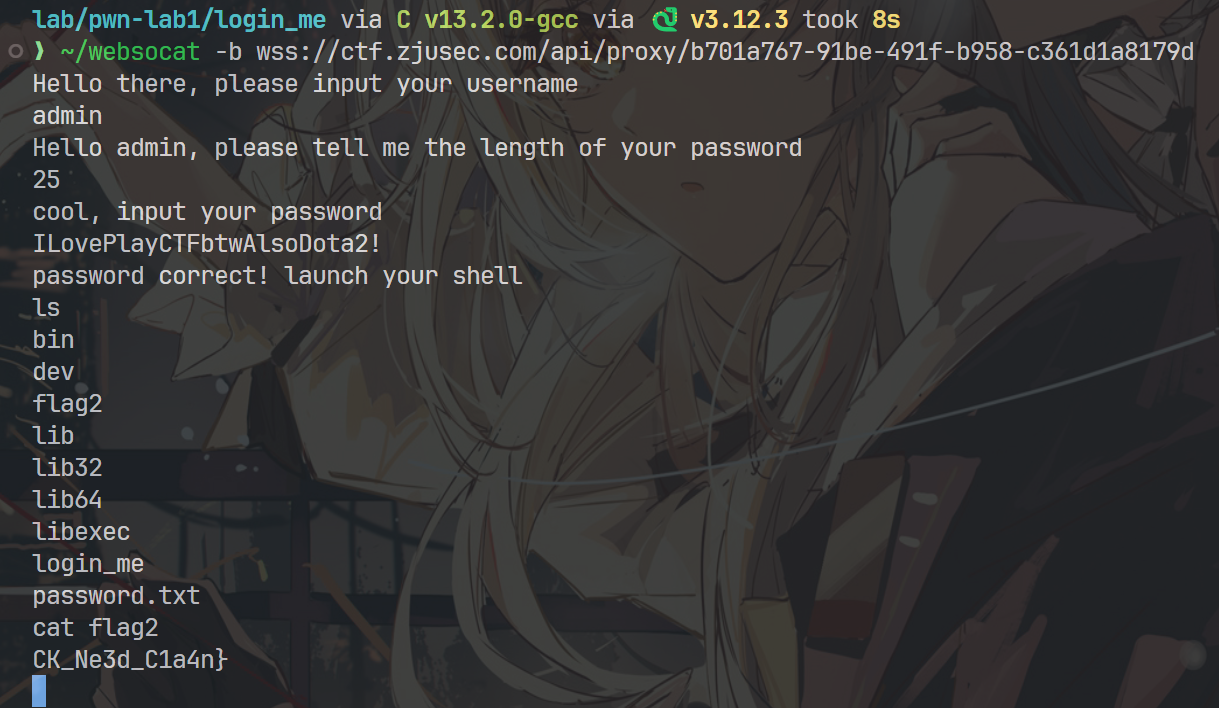 lab/pwn-lab1/login_me via C v13.2.0-gcc via v3.12.3 took 8s
❯ ~/websocat -b wss://ctf.zjusec.com/api/proxy/b701a767-91be-491f-b958-c361d1a8179d
Hello there, please input your username
admin
Hello admin, please tell me the length of your password
25
cool, input your password
ILovePlayCTFbtwAlsoDota2!
password correct! launch your shell
ls
bin
dev
flag2
lib
lib32
lib64
libexec
login_me
password.txt
cat flag2
CK_Ne3d_C1a4n}